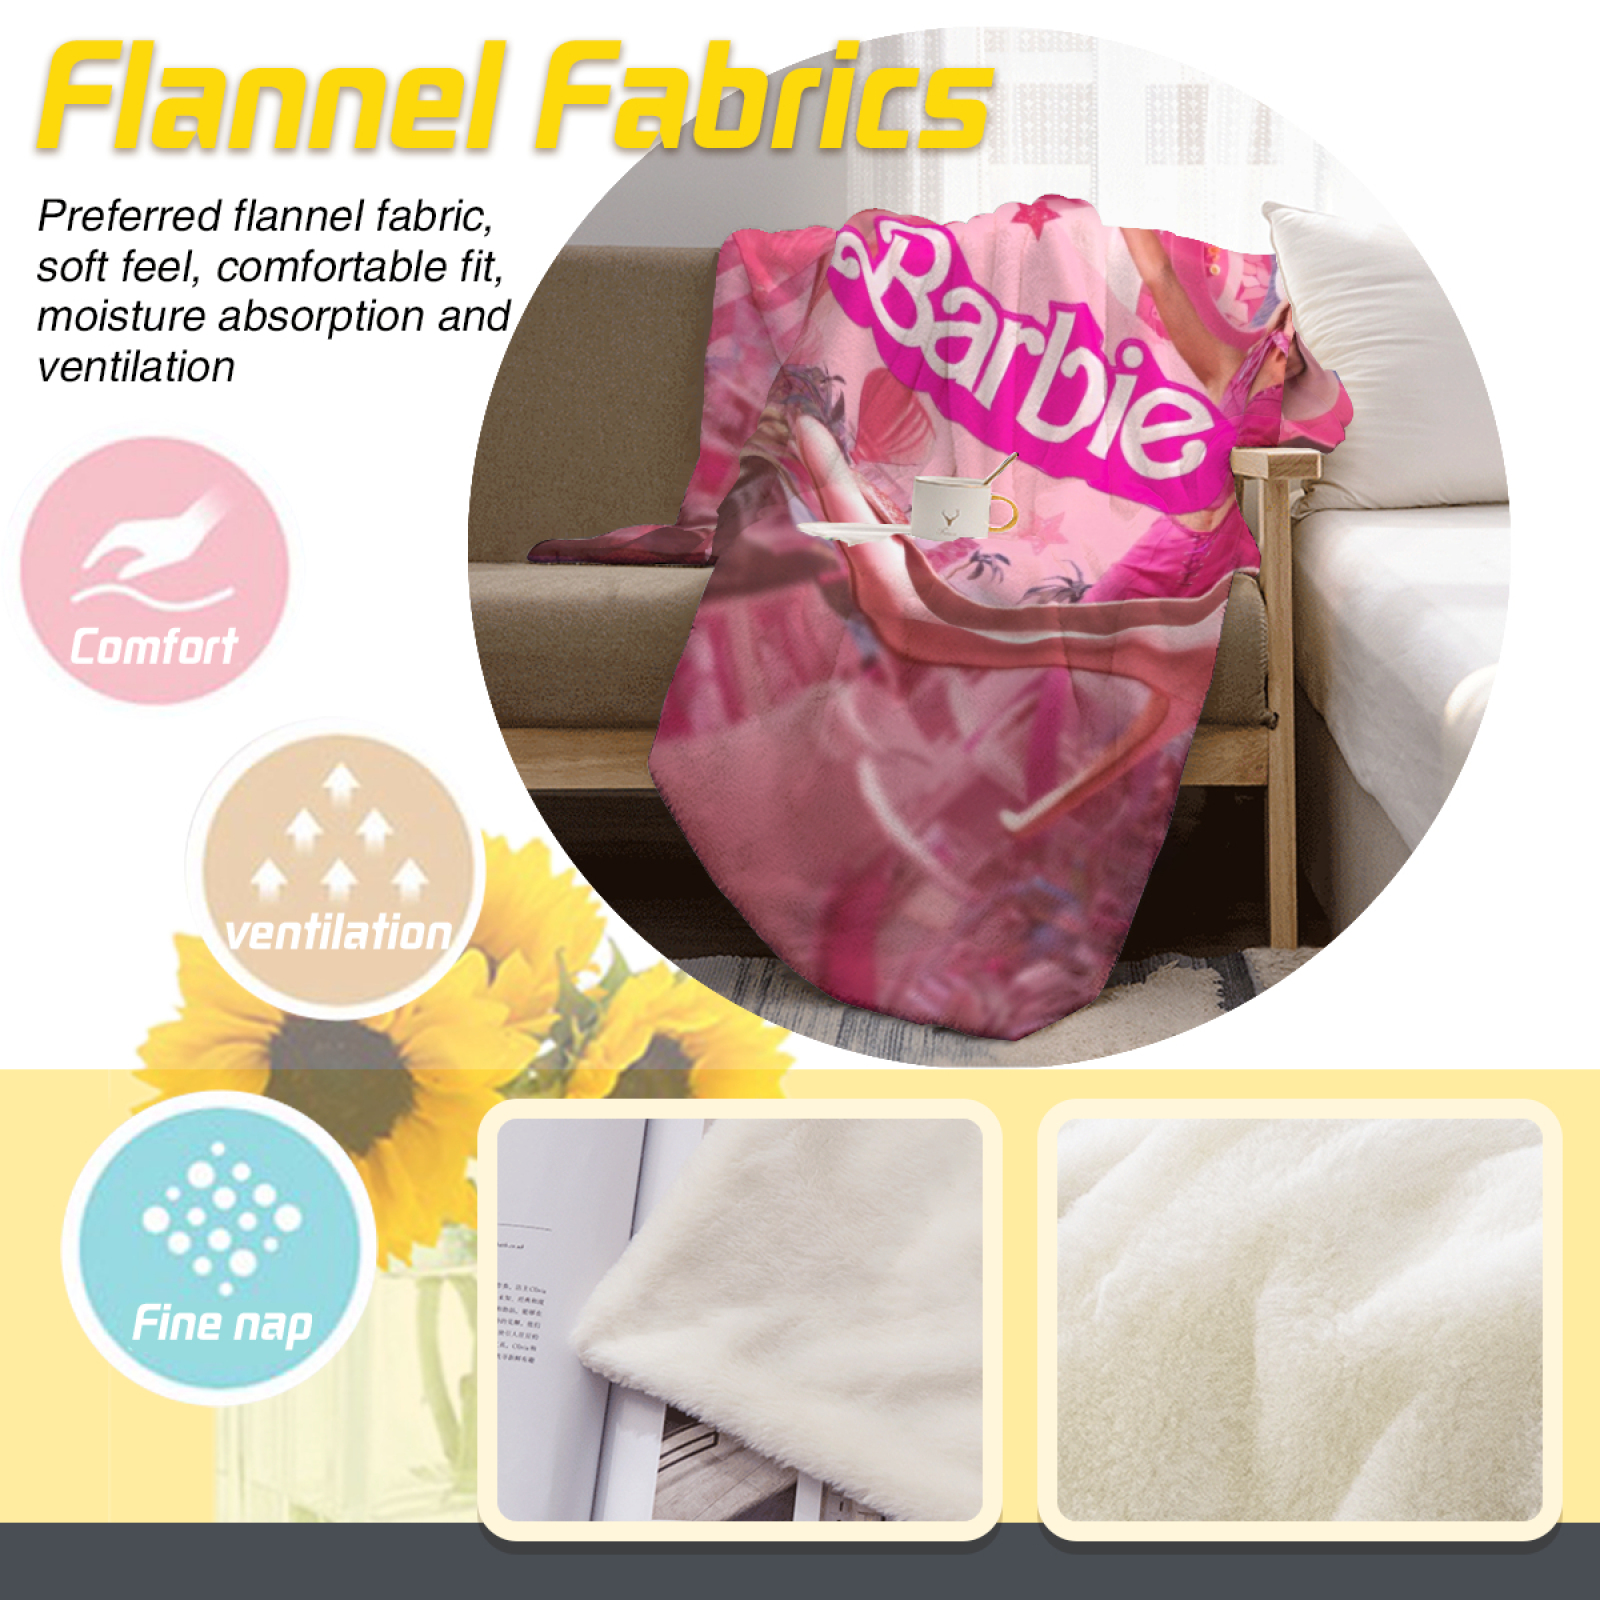 Flannel Fabrics
Preferred flannel fabric,
soft feel, comfortable fit,
moisture absorption and
ventilation
Barbie
Comfort
ventilation
Fine nap